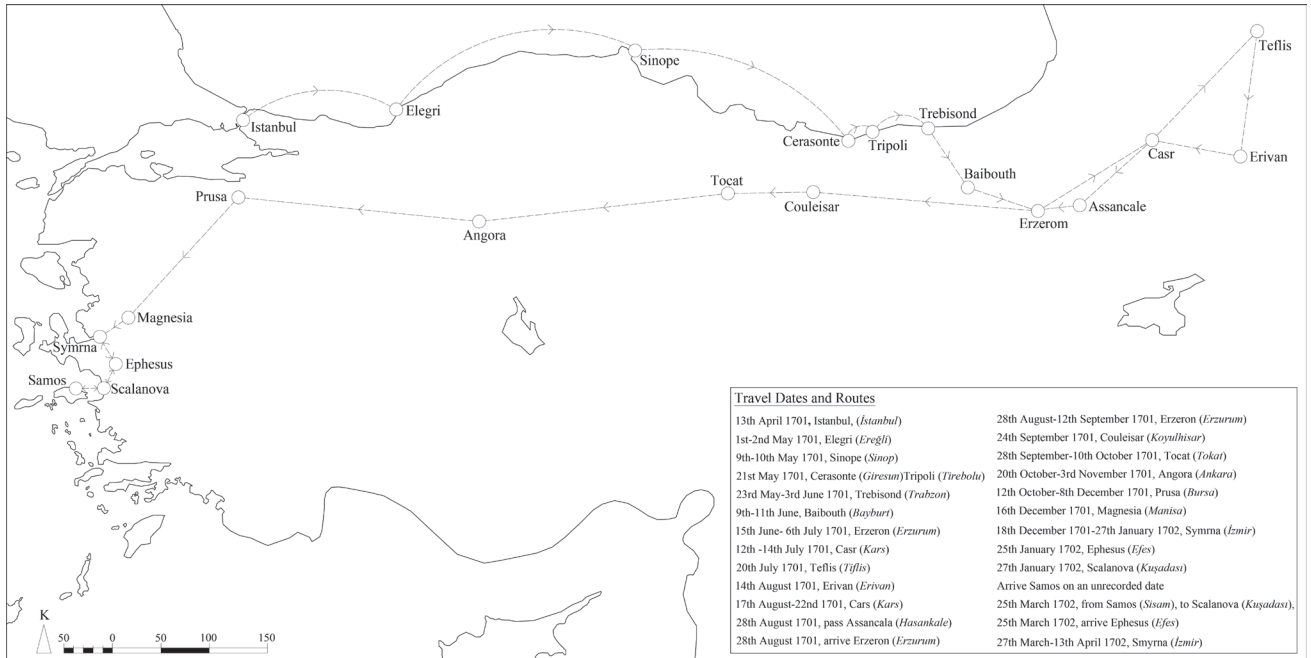 Teflis
Sinope
Elegri
Istanbul
Trebisond
Cerasonte
Tripoli
Casr
Erivan
Baibouth
Tocat
Prusa
Couleisar
Assancale
Erzerom
Angora
Magnesia
Symrna
Ephesus
Samos
Scalanova
Travel Dates and Routes
13th April 1701, Istanbul, (İstanbul)
1st-2nd May 1701, Elegri (Ereğli)
9th-10th May 1701, Sinope (Sinop)
21st May 1701, Cerasonte (Giresun)Tripoli (Tirebolu)
23rd May-3rd June 1701, Trebisond (Trabzon)
9th-11th June, Baibouth (Bayburt)
15th June- 6th July 1701, Erzeron (Erzurum)
12th -14th July 1701, Casr (Kars)
20th July 1701, Teflis (Tiflis)
14th August 1701, Erivan (Erivan)
17th August-22nd 1701, Cars (Kars)
28th August 1701, pass Assancala (Hasankale)
28th August 1701, arrive Erzeron (Erzurum)
28th August-12th September 1701, Erzeron (Erzurum)
24th September 1701, Couleisar (Koyulhisar)
28th September-10th October 1701, Tocat (Tokat)
20th October-3rd November 1701, Angora (Ankara)
12th October-8th December 1701, Prusa (Bursa)
16th December 1701, Magnesia (Manisa)
18th December 1701-27th January 1702, Symrna (İzmir)
25th January 1702, Ephesus (Efes)
27th January 1702, Scalanova (Kuşadası)
Arrive Samos on an unrecorded date
25th March 1702, from Samos (Sisam), to Scalanova (Kuşadası),
25th March 1702, arrive Ephesus (Efes)
27th March-13th April 1702, Smyrna (İzmir)
K
50 0 50 100 150